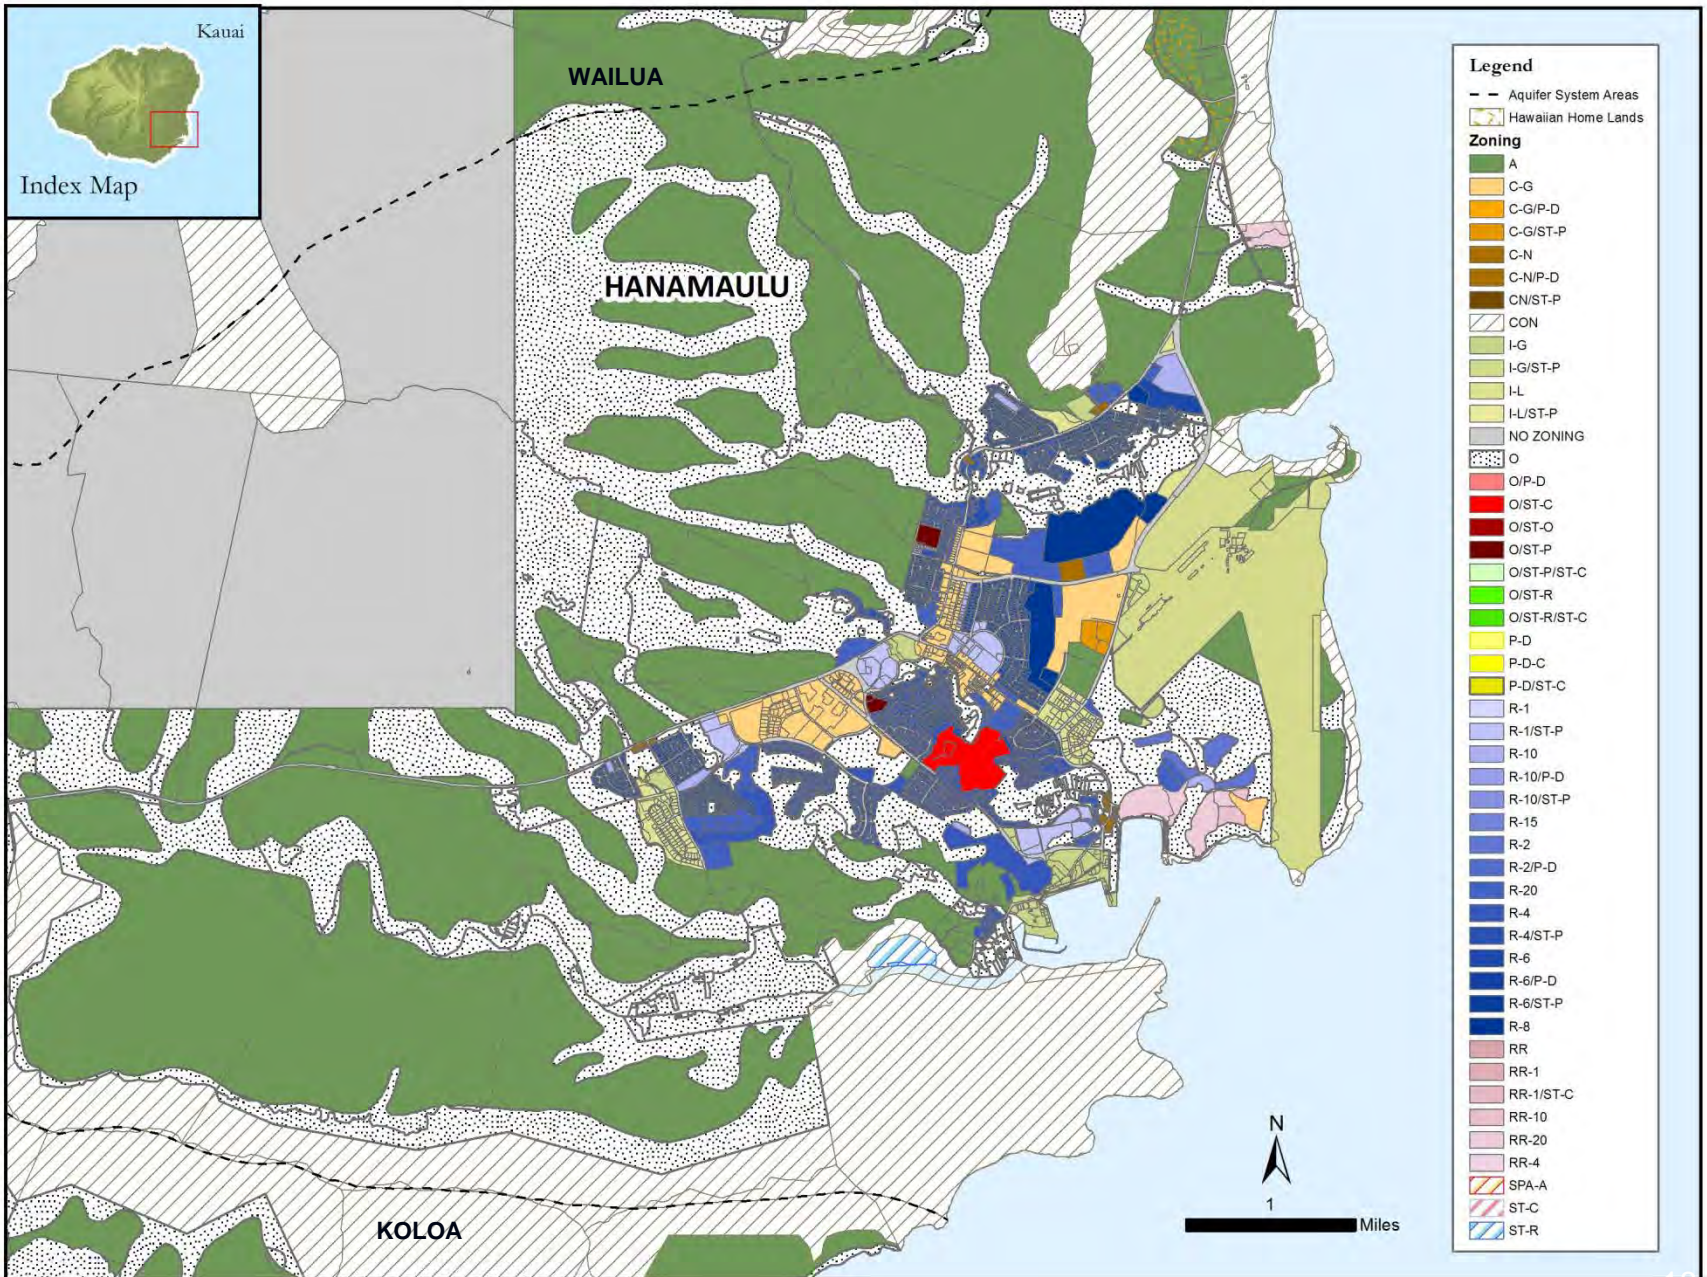 Kauai
Index Map
WAILUA
HANAMAULU
KOLOA
N
1
Miles
Legend
Aquifer System Areas
Hawaiian Home Lands
Zoning
A
C-G
C-G/P-D
C-G/ST-P
C-N
C-N/P-D
CN/ST-P
CON
I-G
I-G/ST-P
I-L
I-L/ST-P
NO ZONING
O
O/P-D
O/ST-C
O/ST-O
O/ST-P
O/ST-P/ST-C
O/ST-R
O/ST-R/ST-C
P-D
P-D-C
P-D/ST-C
R-1
R-1/ST-P
R-10
R-10/P-D
R-10/ST-P
R-15
R-2
R-2/P-D
R-20
R-4
R-4/ST-P
R-6
R-6/P-D
R-6/ST-P
R-8
RR
RR-1
RR-1/ST-C
RR-10
RR-20
RR-4
SPA-A
ST-C
ST-R